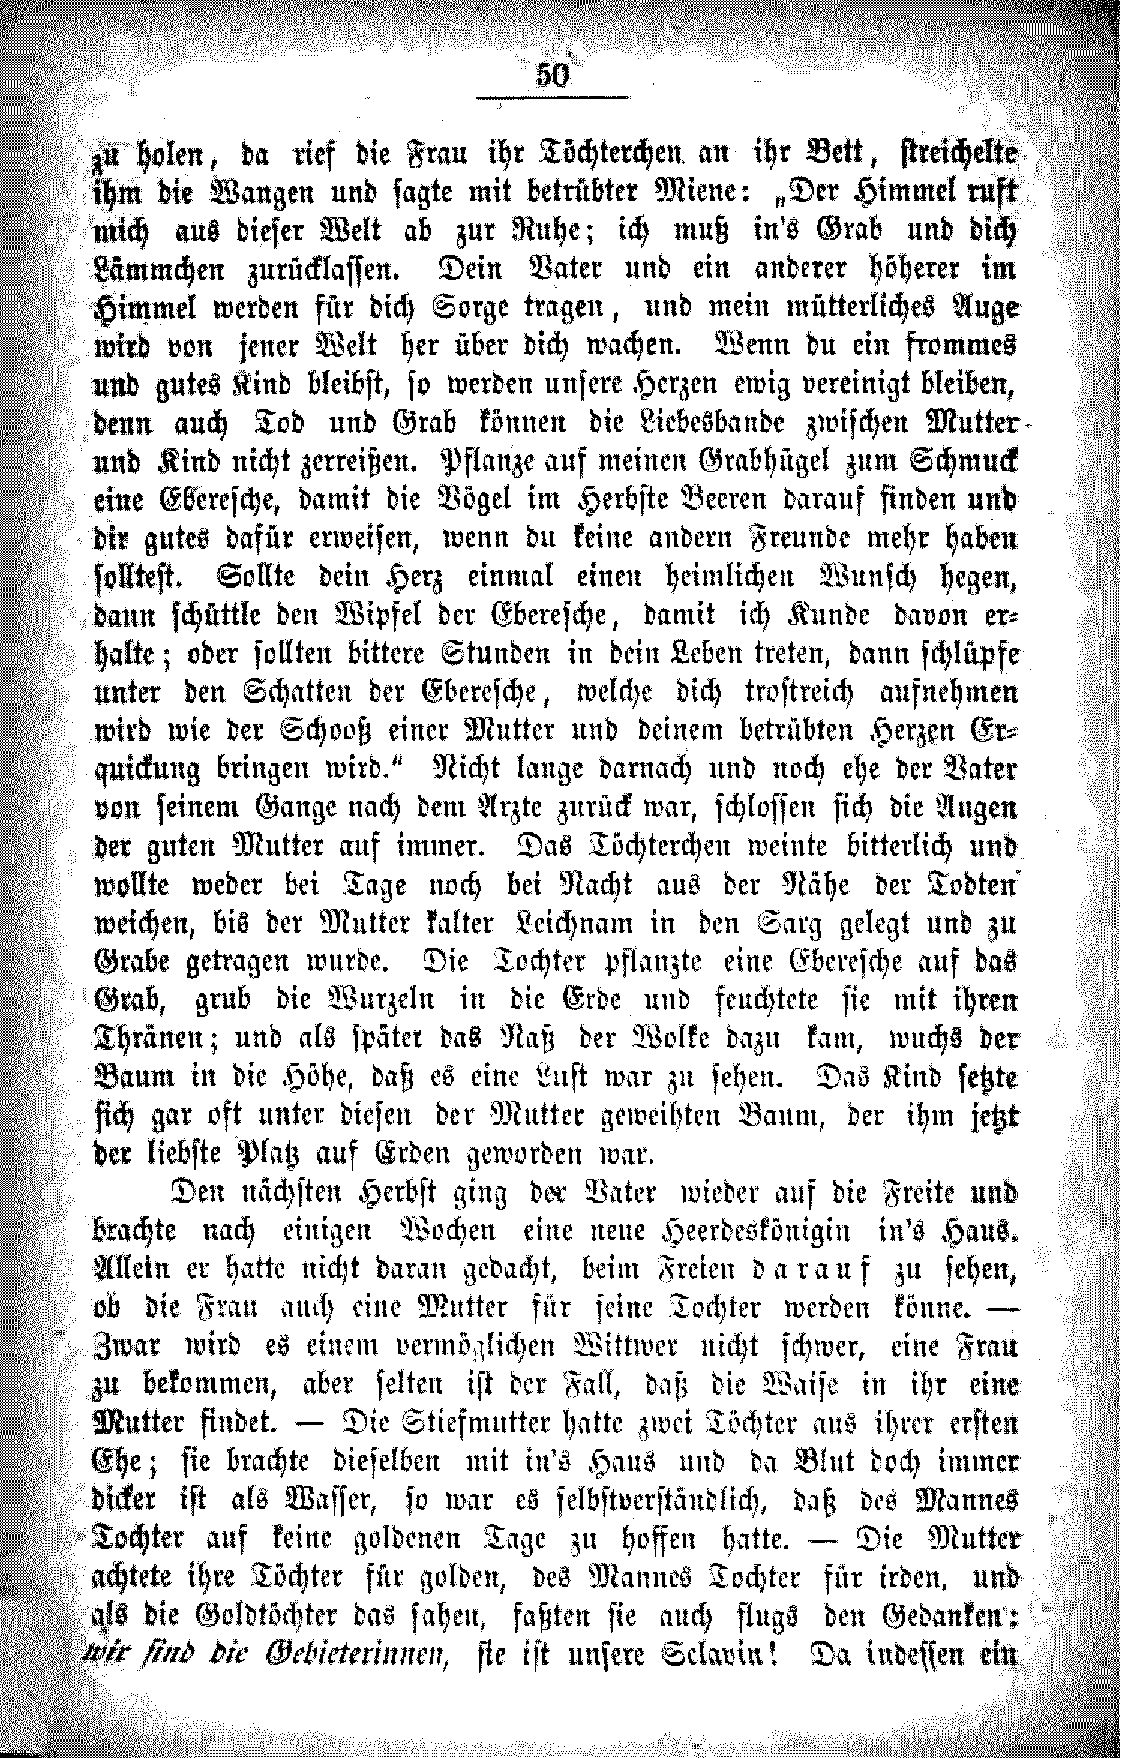 50
zu holen, da rief die Frau ihr Töchterchen an ihr Bett, streichelte
ihm die Wangen und sagte mit betrübter Miene: „Der Himmel ruft
mich aus dieser Welt ab zur Ruhe; ich muß in's Grab und dich
Lämmchen zurücklassen. Dein Vater und ein anderer höherer im
Himmel werden für dich Sorge tragen, und mein mütterliches Auge
wird von jener Welt her über dich wachen. Wenn du ein frommes
und gutes Kind bleibst, so werden unsere Herzen ewig vereinigt bleiben,
denn auch Tod und Grab können die Liebesbande zwischen Mutter
und Kind nicht zerreißen. Pflanze auf meinen Grabhügel zum Schmuck
eine Eberesche, damit die Vögel im Herbste Beeren darauf finden und
dir gutes dafür erweisen, wenn du keine andern Freunde mehr haben
solltest. Sollte dein Herz einmal einen heimlichen Wunsch hegen,
dann schüttle den Wipfel der Eberesche, damit ich Kunde davon er=
halte; oder sollten bittere Stunden in dein Leben treten, dann schlüpfe
unter den Schatten der Eberesche, welche dich trostreich aufnehmen
wird wie der Schooß einer Mutter und deinem betrübten Herzen Er=
quickung bringen wird.“ Nicht lange darnach und noch ehe der Vater
von seinem Gange nach dem Arzte zurück war, schlossen sich die Augen
der guten Mutter auf immer. Das Töchterchen weinte bitterlich und
wollte weder bei Tage noch bei Nacht aus der Nähe der Todten
weichen, bis der Mutter kalter Leichnam in den Sarg gelegt und zu
Grabe getragen wurde. Die Tochter pflanzte eine Eberesche auf das
Grab, grub die Wurzeln in die Erde und feuchtete sie mit ihren
Thränen; und als später das Naß der Wolke dazu kam, wuchs der
Baum in die Höhe, daß es eine Lust war zu sehen. Das Kind setzte
sich gar oft unter diesen der Mutter geweihten Baum, der ihm jetzt
der liebste Platz auf Erden geworden war.
Den nächsten Herbst ging der Vater wieder auf die Freite und
brachte nach einigen Wochen eine neue Heerdeskönigin in's Haus.
Allein er hatte nicht daran gedacht, beim Freien darauf zu sehen,
ob die Frau auch eine Mutter für seine Tochter werden könne. —
Zwar wird es einem vermöglichen Wittwer nicht schwer, eine Frau
zu bekommen, aber selten ist der Fall, daß die Waise in ihr eine
Mutter findet. — Die Stiefmutter hatte zwei Töchter aus ihrer ersten
Ehe; sie brachte dieselben mit in's Haus und da Blut doch immer
dicker ist als Wasser, so war es selbstverständlich, daß des Mannes
Tochter auf keine goldenen Tage zu hoffen hatte. — Die Mutter
achtete ihre Töchter für golden, des Mannes Tochter für irden, und
als die Goldtöchter das sahen, faßten sie auch flugs den Gedanken:
wir sind die Gebieterinnen, sie ist unsere Sclavin! Da indessen ein